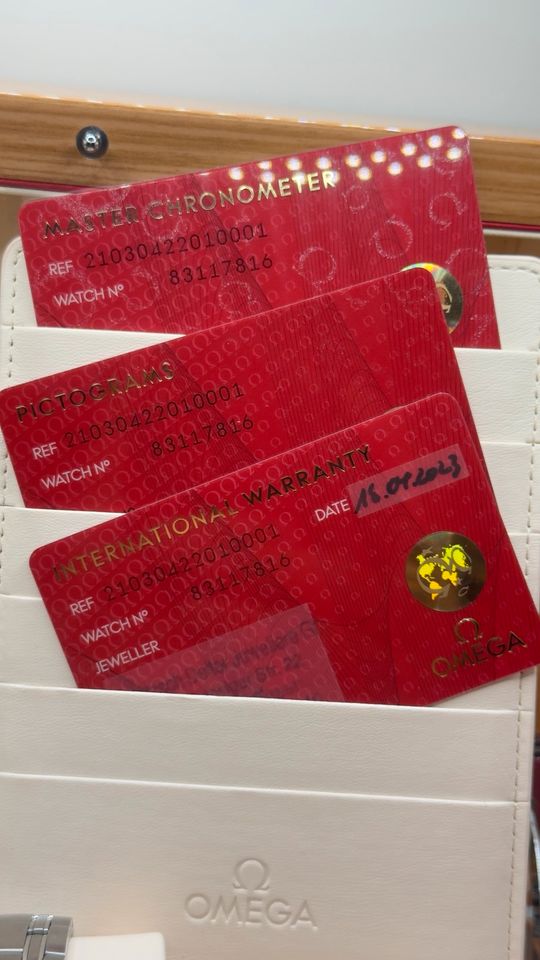 MASTER CHRONOMETER
REF 21030422010001
WATCH Nº 83117816
PICTOGRAMS
REF 21030422010001
WATCH Nº 83117816
INTERNATIONAL WARRANTY
DATE 16.01.2023
REF 21030422010001
WATCH Nº 83117816
JEWELLER
OMEGA
OMEGA